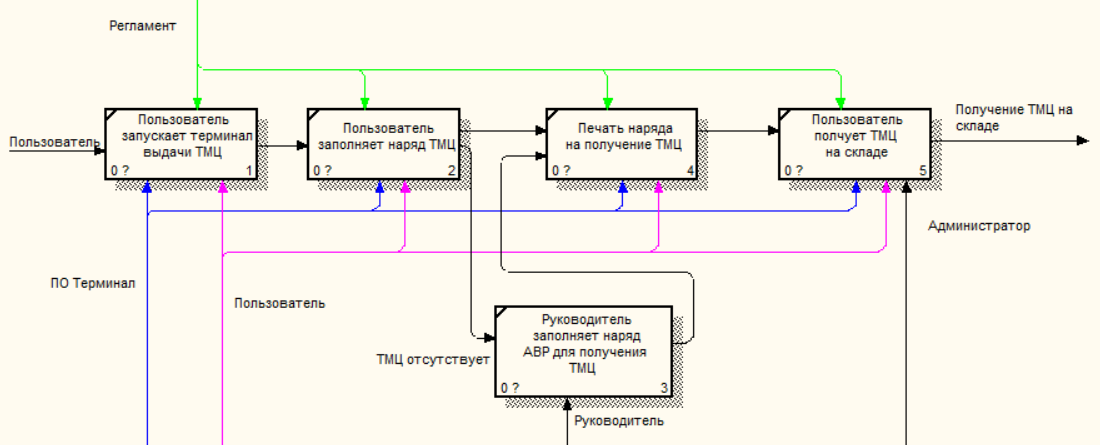 Регламент
Пользователь
Пользователь
запускает терминал
выдачи ТМЦ
0 ?
1
Пользователь
заполняет наряд ТМЦ
0 ?
2
Печать наряда
на получение ТМЦ
0 ?
4
Пользователь
полчует ТМЦ
на складе
0 ?
5
Получение ТМЦ на
складе
Администратор
ПО Терминал
Пользователь
ТМЦ отсутствует
Руководитель
заполняет наряд
АВР для получения
ТМЦ
0 ?
3
Руководитель